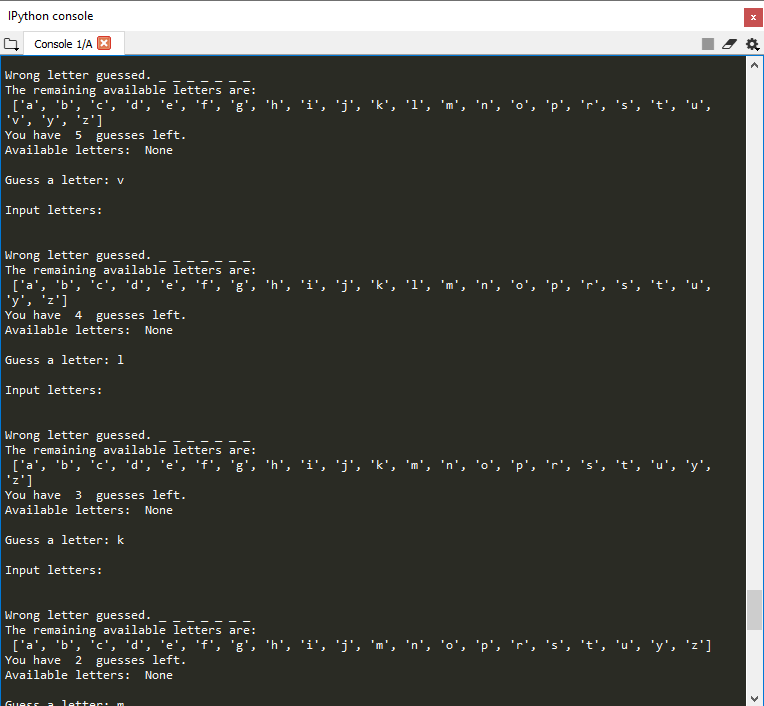 IPython console
x
Console 1/A
Wrong letter guessed. _ _ _ _ _ _ _
The remaining available letters are:
['a', 'b', 'c', 'd', 'e', 'f', 'g', 'h', 'i', 'j', 'k', 'l', 'm', 'n', 'o', 'p', 'r', 's', 't', 'u',
'v', 'y', 'z']
You have  5  guesses left.
Available letters:  None
Guess a letter: v
Input letters:
Wrong letter guessed. _ _ _ _ _ _ _
The remaining available letters are:
['a', 'b', 'c', 'd', 'e', 'f', 'g', 'h', 'i', 'j', 'k', 'l', 'm', 'n', 'o', 'p', 'r', 's', 't', 'u',
'y', 'z']
You have  4  guesses left.
Available letters:  None
Guess a letter: l
Input letters:
Wrong letter guessed. _ _ _ _ _ _ _
The remaining available letters are:
['a', 'b', 'c', 'd', 'e', 'f', 'g', 'h', 'i', 'j', 'k', 'm', 'n', 'o', 'p', 'r', 's', 't', 'u', 'y',
'z']
You have  3  guesses left.
Available letters:  None
Guess a letter: k
Input letters:
Wrong letter guessed. _ _ _ _ _ _ _
The remaining available letters are:
['a', 'b', 'c', 'd', 'e', 'f', 'g', 'h', 'i', 'j', 'm', 'n', 'o', 'p', 'r', 's', 't', 'u', 'y', 'z']
You have  2  guesses left.
Available letters:  None
Guess a letter: m